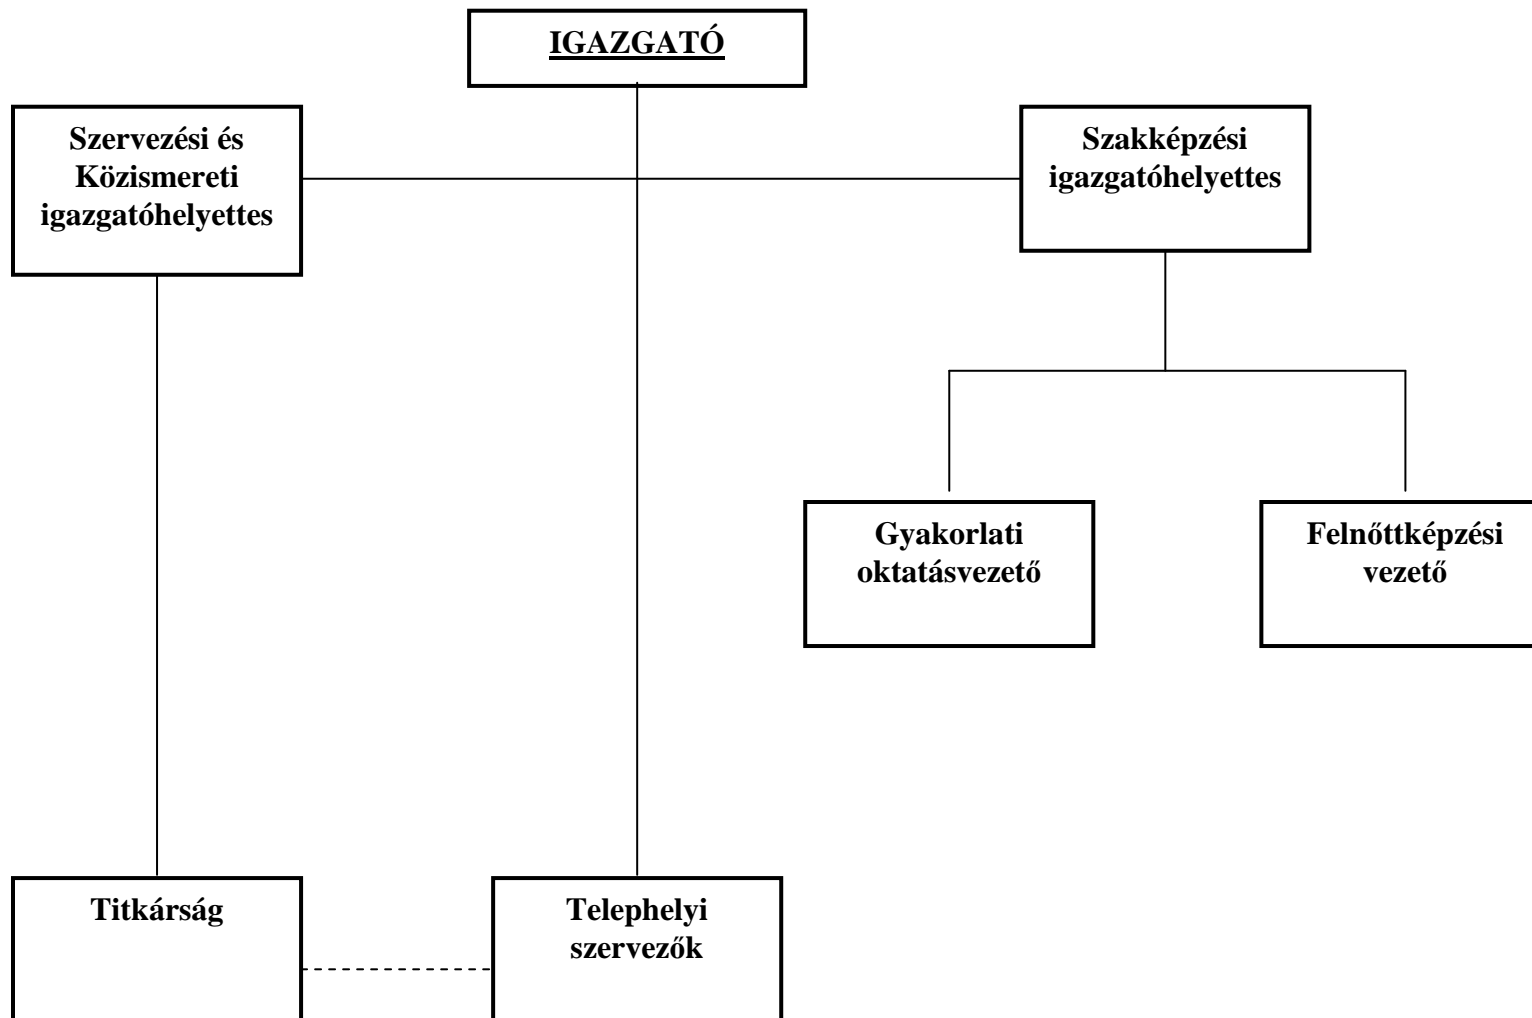 IGAZGATÓ
Szervezési és
Közismereti
igazgatóhelyettes
Szakképzési
igazgatóhelyettes
Gyakorlati
oktatásvezető
Felnőttképzési
vezető
Titkárság
Telephelyi
szervezők